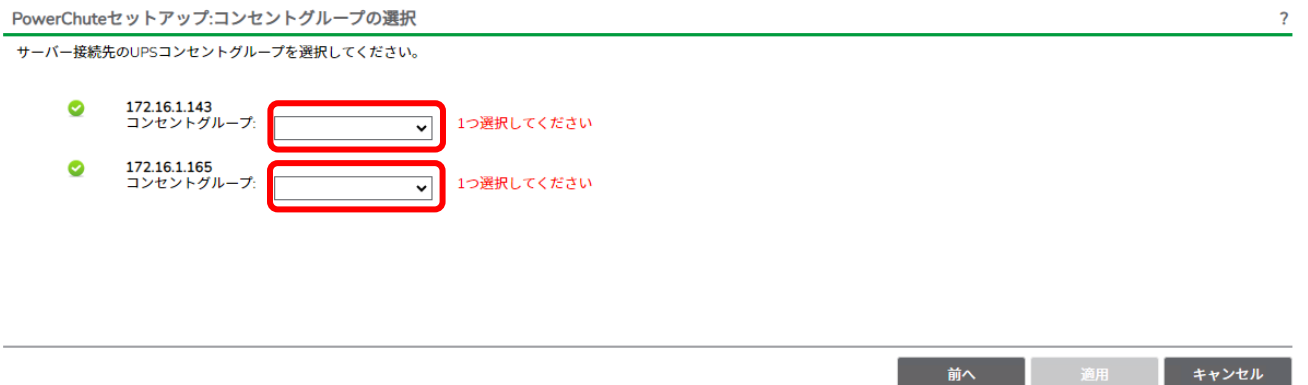 PowerChuteセットアップ:コンセントグループの選択 ?
サーバー接続先のUPSコンセントグループを選択してください。
172.16.1.143
コンセントグループ: 1つ選択してください
172.16.1.165
コンセントグループ: 1つ選択してください
前へ 適用 キャンセル